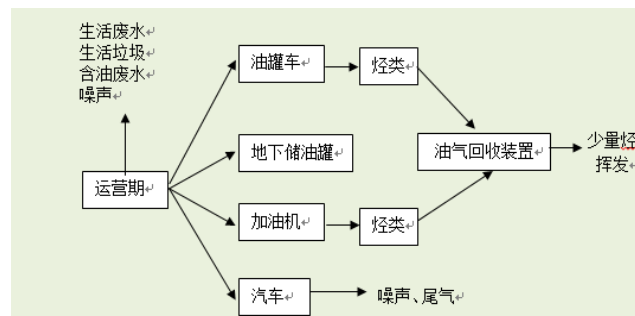 生活废水
生活垃圾
含油废水
噪声
油罐车
烃类
地下储油罐
油气回收装置
少量烃
挥发
运营期
加油机
烃类
汽车
噪声、尾气